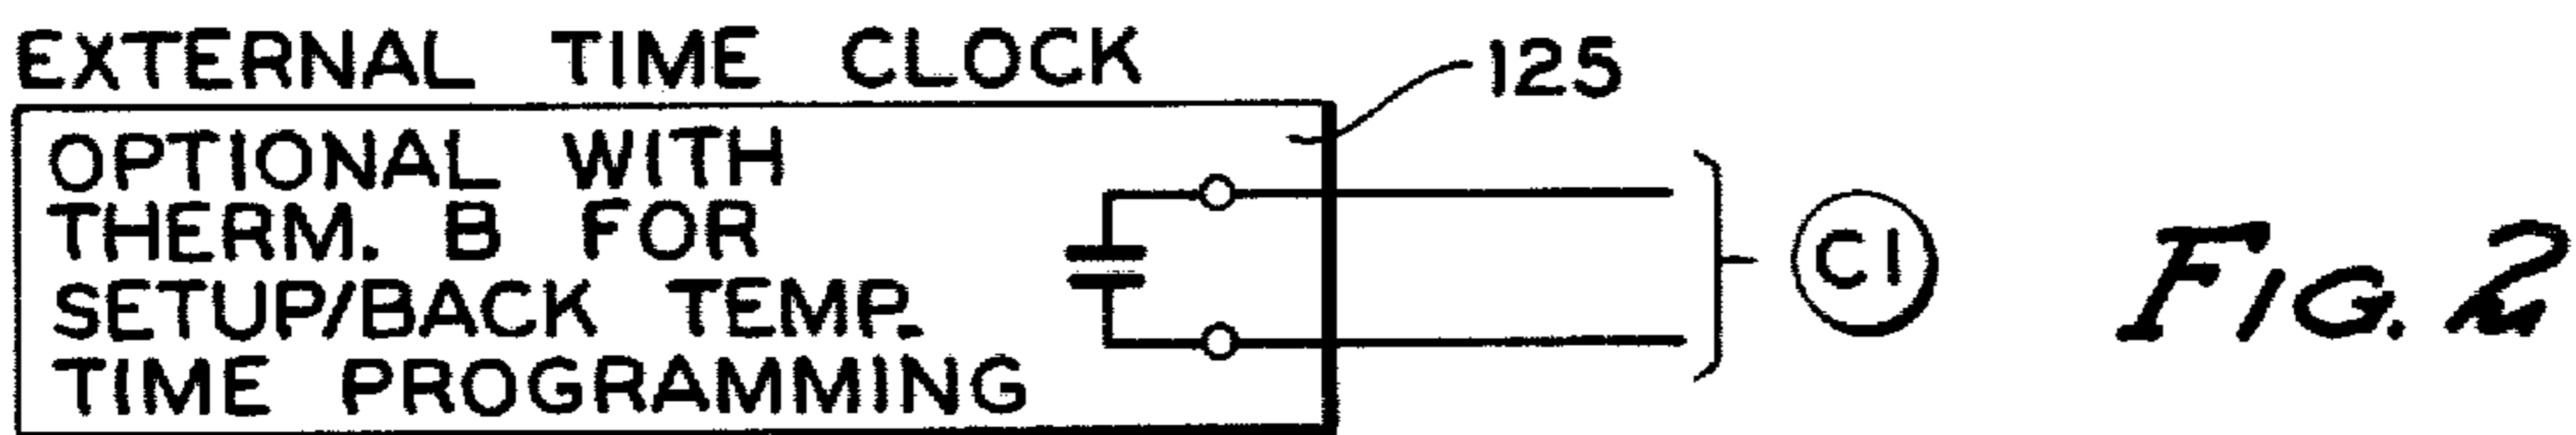 EXTERNAL TIME CLOCK
125
OPTIONAL WITH
THERM. B FOR
SETUP/BACK TEMP.
TIME PROGRAMMING
C1
FIG. 2